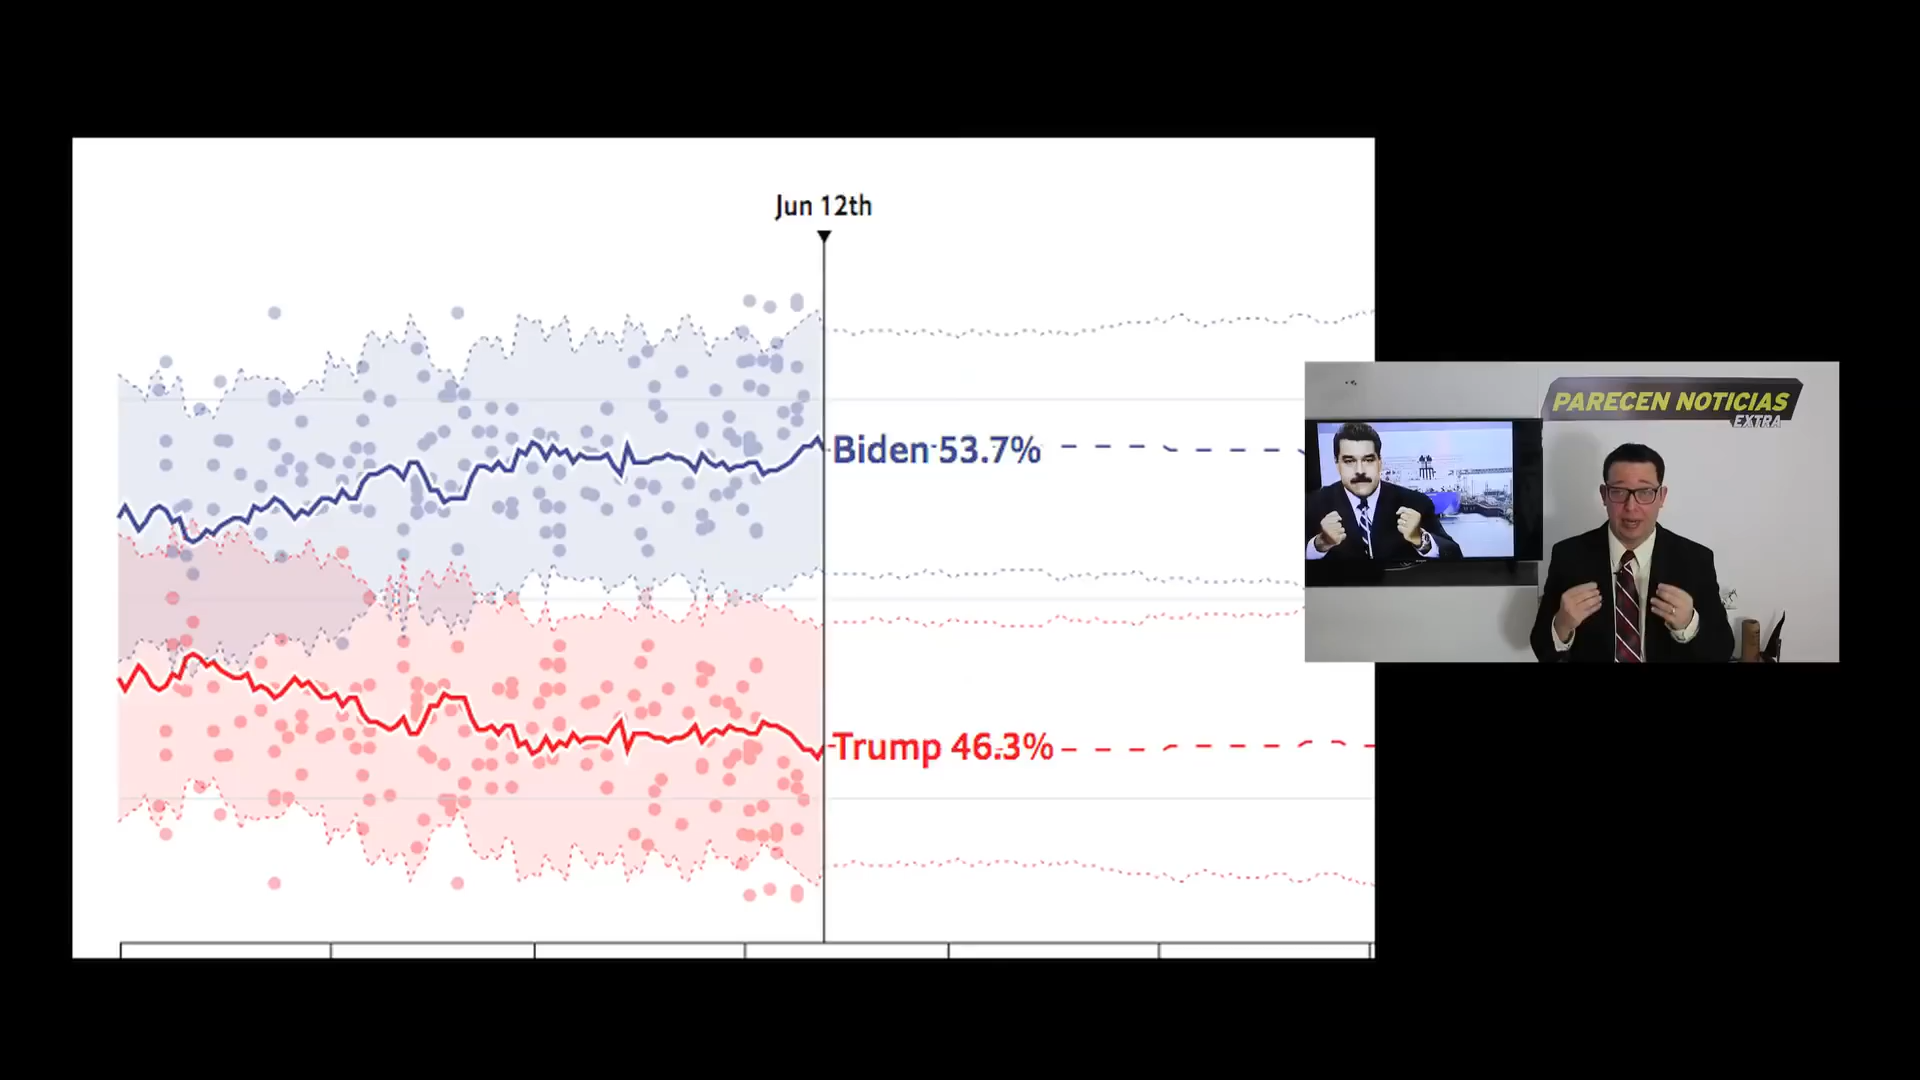 Jun 12th
Biden 53.7%
Trump 46.3%
PARECEN NOTICIAS
EXTRA